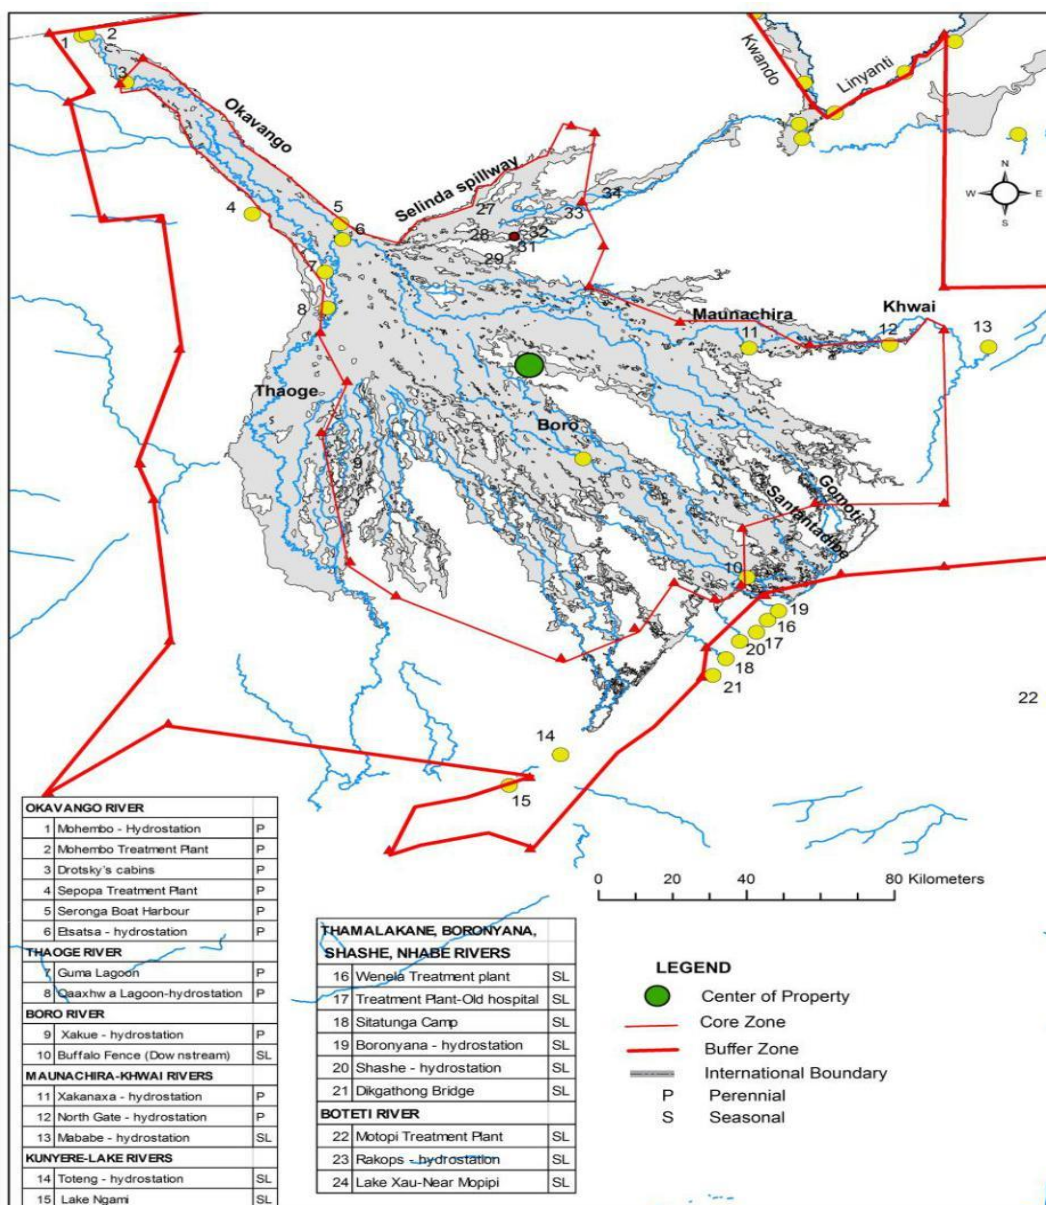 1
2
3
Okavango
Kwando
Linyanti
N
W E
S
4
5
6
Selinda spillway
27
28
29
31
32
33
34
7
8
Maunachira
Khwai
11
12
13
Thaoge
Boro
9
Gomoti
Santantadibe
10
19
16
17
20
18
21
22
14
15
0 20 40 80 Kilometers
OKAVANGO RIVER
1 Mohembo - Hydrostation P
2 Mohembo Treatment Plant P
3 Drotsky's cabins P
4 Sepopa Treatment Plant P
5 Seronga Boat Harbour P
6 Etsatsa - hydrostation P
THAOGE RIVER
7 Guma Lagoon P
8 Qaaxhwa Lagoon-hydrostation P
BORO RIVER
9 Xakue - hydrostation P
10 Buffalo Fence (Downstream) SL
MAUNACHIRA-KHWAI RIVERS
11 Xakanaxa - hydrostation P
12 North Gate - hydrostation P
13 Mababe - hydrostation SL
KUNYERE-LAKE RIVERS
14 Toteng - hydrostation SL
15 Lake Ngami SL
THAMALAKANE, BORONYANA,
SHASHE, NHABE RIVERS
16 Wenela Treatment plant SL
17 Treatment Plant-Old hospital SL
18 Sitatunga Camp SL
19 Boronyana - hydrostation SL
20 Shashe - hydrostation SL
21 Dikgathong Bridge SL
BOTETI RIVER
22 Motopi Treatment Plant SL
23 Rakops - hydrostation SL
24 Lake Xau-Near Mopipi SL
LEGEND
Center of Property
Core Zone
Buffer Zone
International Boundary
P Perennial
S Seasonal